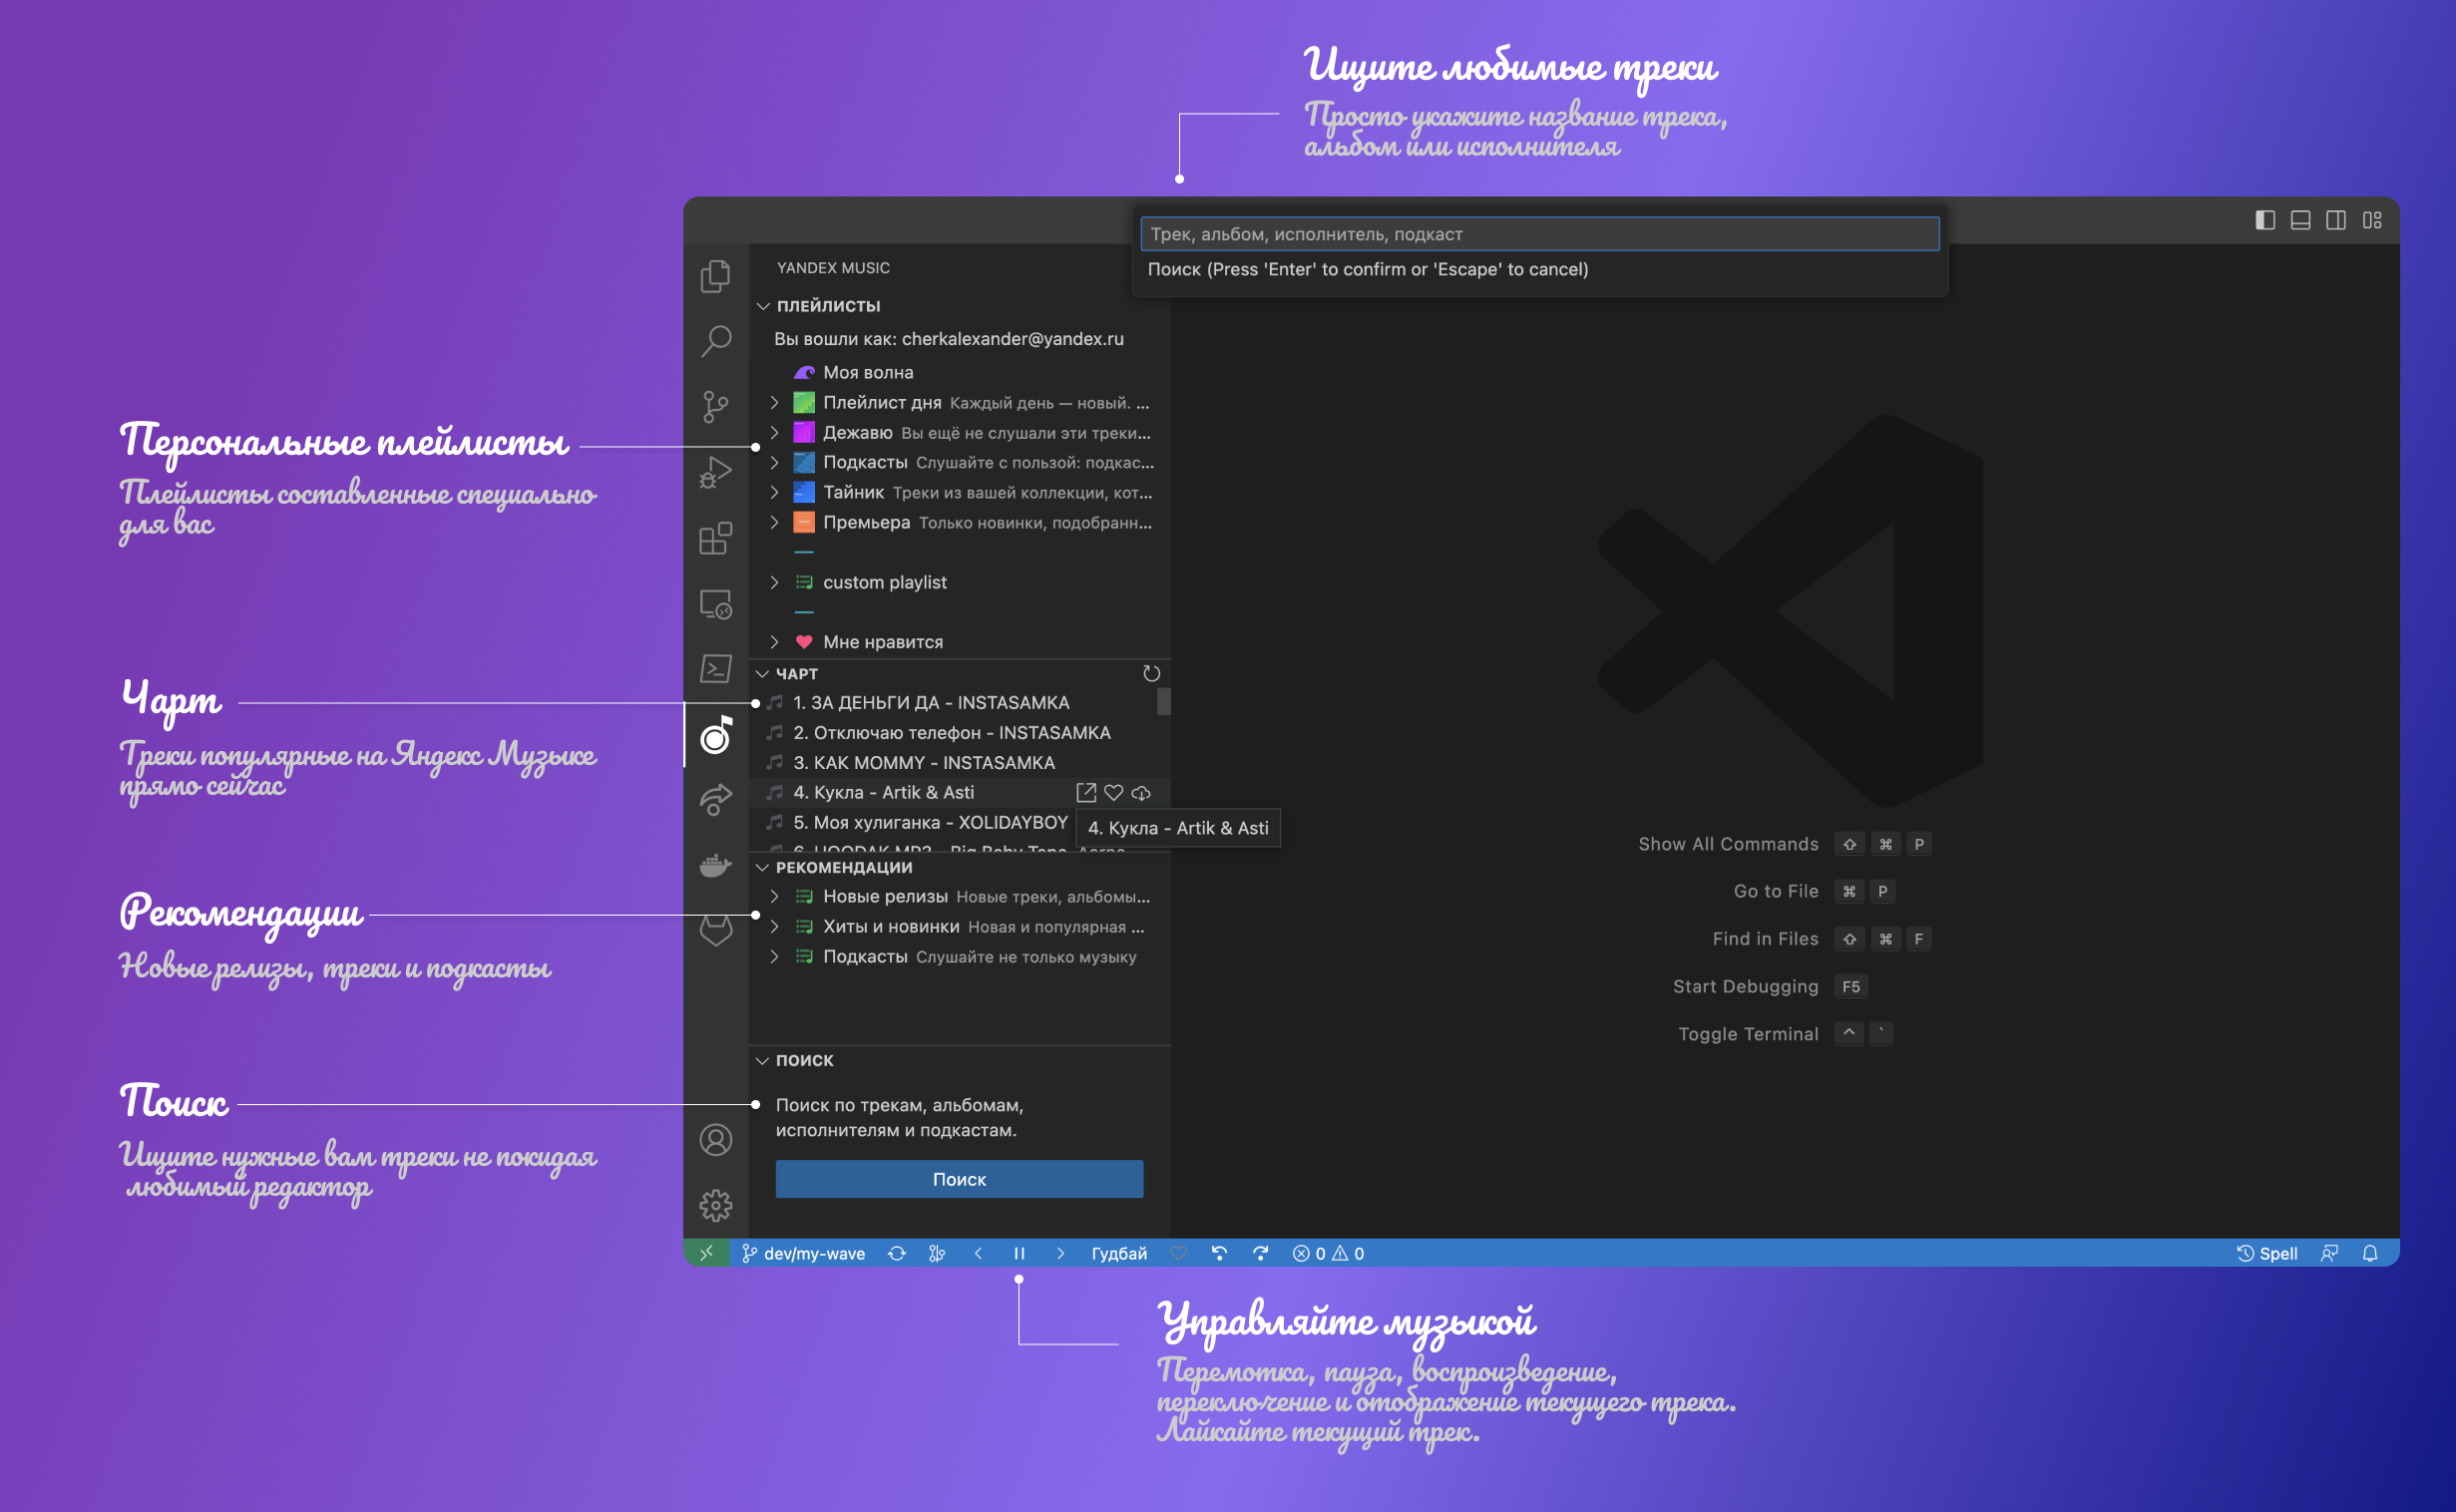 Ищите любимые треки
Просто укажите название трека,
альбом или исполнителя
Трек, альбом, исполнитель, подкаст
Поиск (Press 'Enter' to confirm or 'Escape' to cancel)
YANDEX MUSIC
ПЛЕЙЛИСТЫ
Вы вошли как: cherkalexander@yandex.ru
Моя волна
Плейлист дня Каждый день — новый. ...
Дежавю Вы ещё не слушали эти треки...
Подкасты Слушайте с пользой: подкас...
Тайник Треки из вашей коллекции, кот...
Премьера Только новинки, подобранн...
custom playlist
Мне нравится
Персональные плейлисты
Плейлисты составленные специально
для вас
ЧАРТ
1. ЗА ДЕНЬГИ ДА - INSTASAMKA
2. Отключаю телефон - INSTASAMKA
3. КАК MOMMY - INSTASAMKA
4. Кукла - Artik & Asti
5. Моя хулиганка - XOLIDAYBOY
4. Кукла - Artik & Asti
6. HOODAK MP3 - Big Baby Tape, Aarne
Чарт
Треки популярные на Яндекс Музыке
прямо сейчас
РЕКОМЕНДАЦИИ
Новые релизы Новые треки, альбомы...
Хиты и новинки Новая и популярная ...
Подкасты Слушайте не только музыку
Рекомендации
Новые релизы, треки и подкасты
ПОИСК
Поиск по трекам, альбомам,
исполнителям и подкастам.
Поиск
Поиск
Ищите нужные вам треки не покидая
любимый редактор
Show All Commands ⇧ ⌘ P
Go to File ⌘ P
Find in Files ⇧ ⌘ F
Start Debugging F5
Toggle Terminal ^ `
dev/my-wave Гудбай 0 0 Spell
Управляйте музыкой
Перемотка, пауза, воспроизведение,
переключение и отображение текущего трека.
Лайкайте текущий трек.